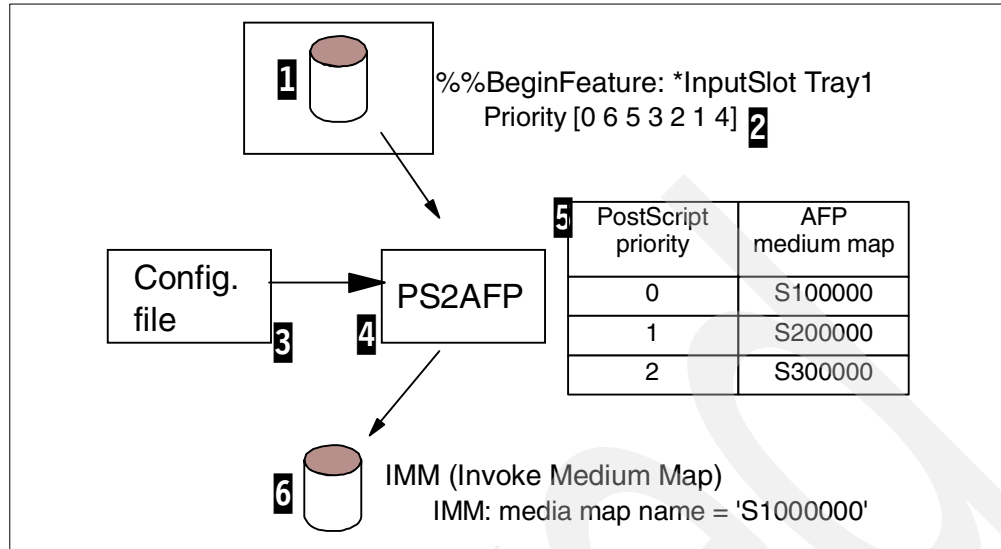 1
%%BeginFeature: *InputSlot Tray1
Priority [0 6 5 3 2 1 4] 2
Config.
file
3
PS2AFP
4
5
PostScript priority
AFP medium map
0 S100000
1 S200000
2 S300000
6
IMM (Invoke Medium Map)
IMM: media map name = 'S1000000'